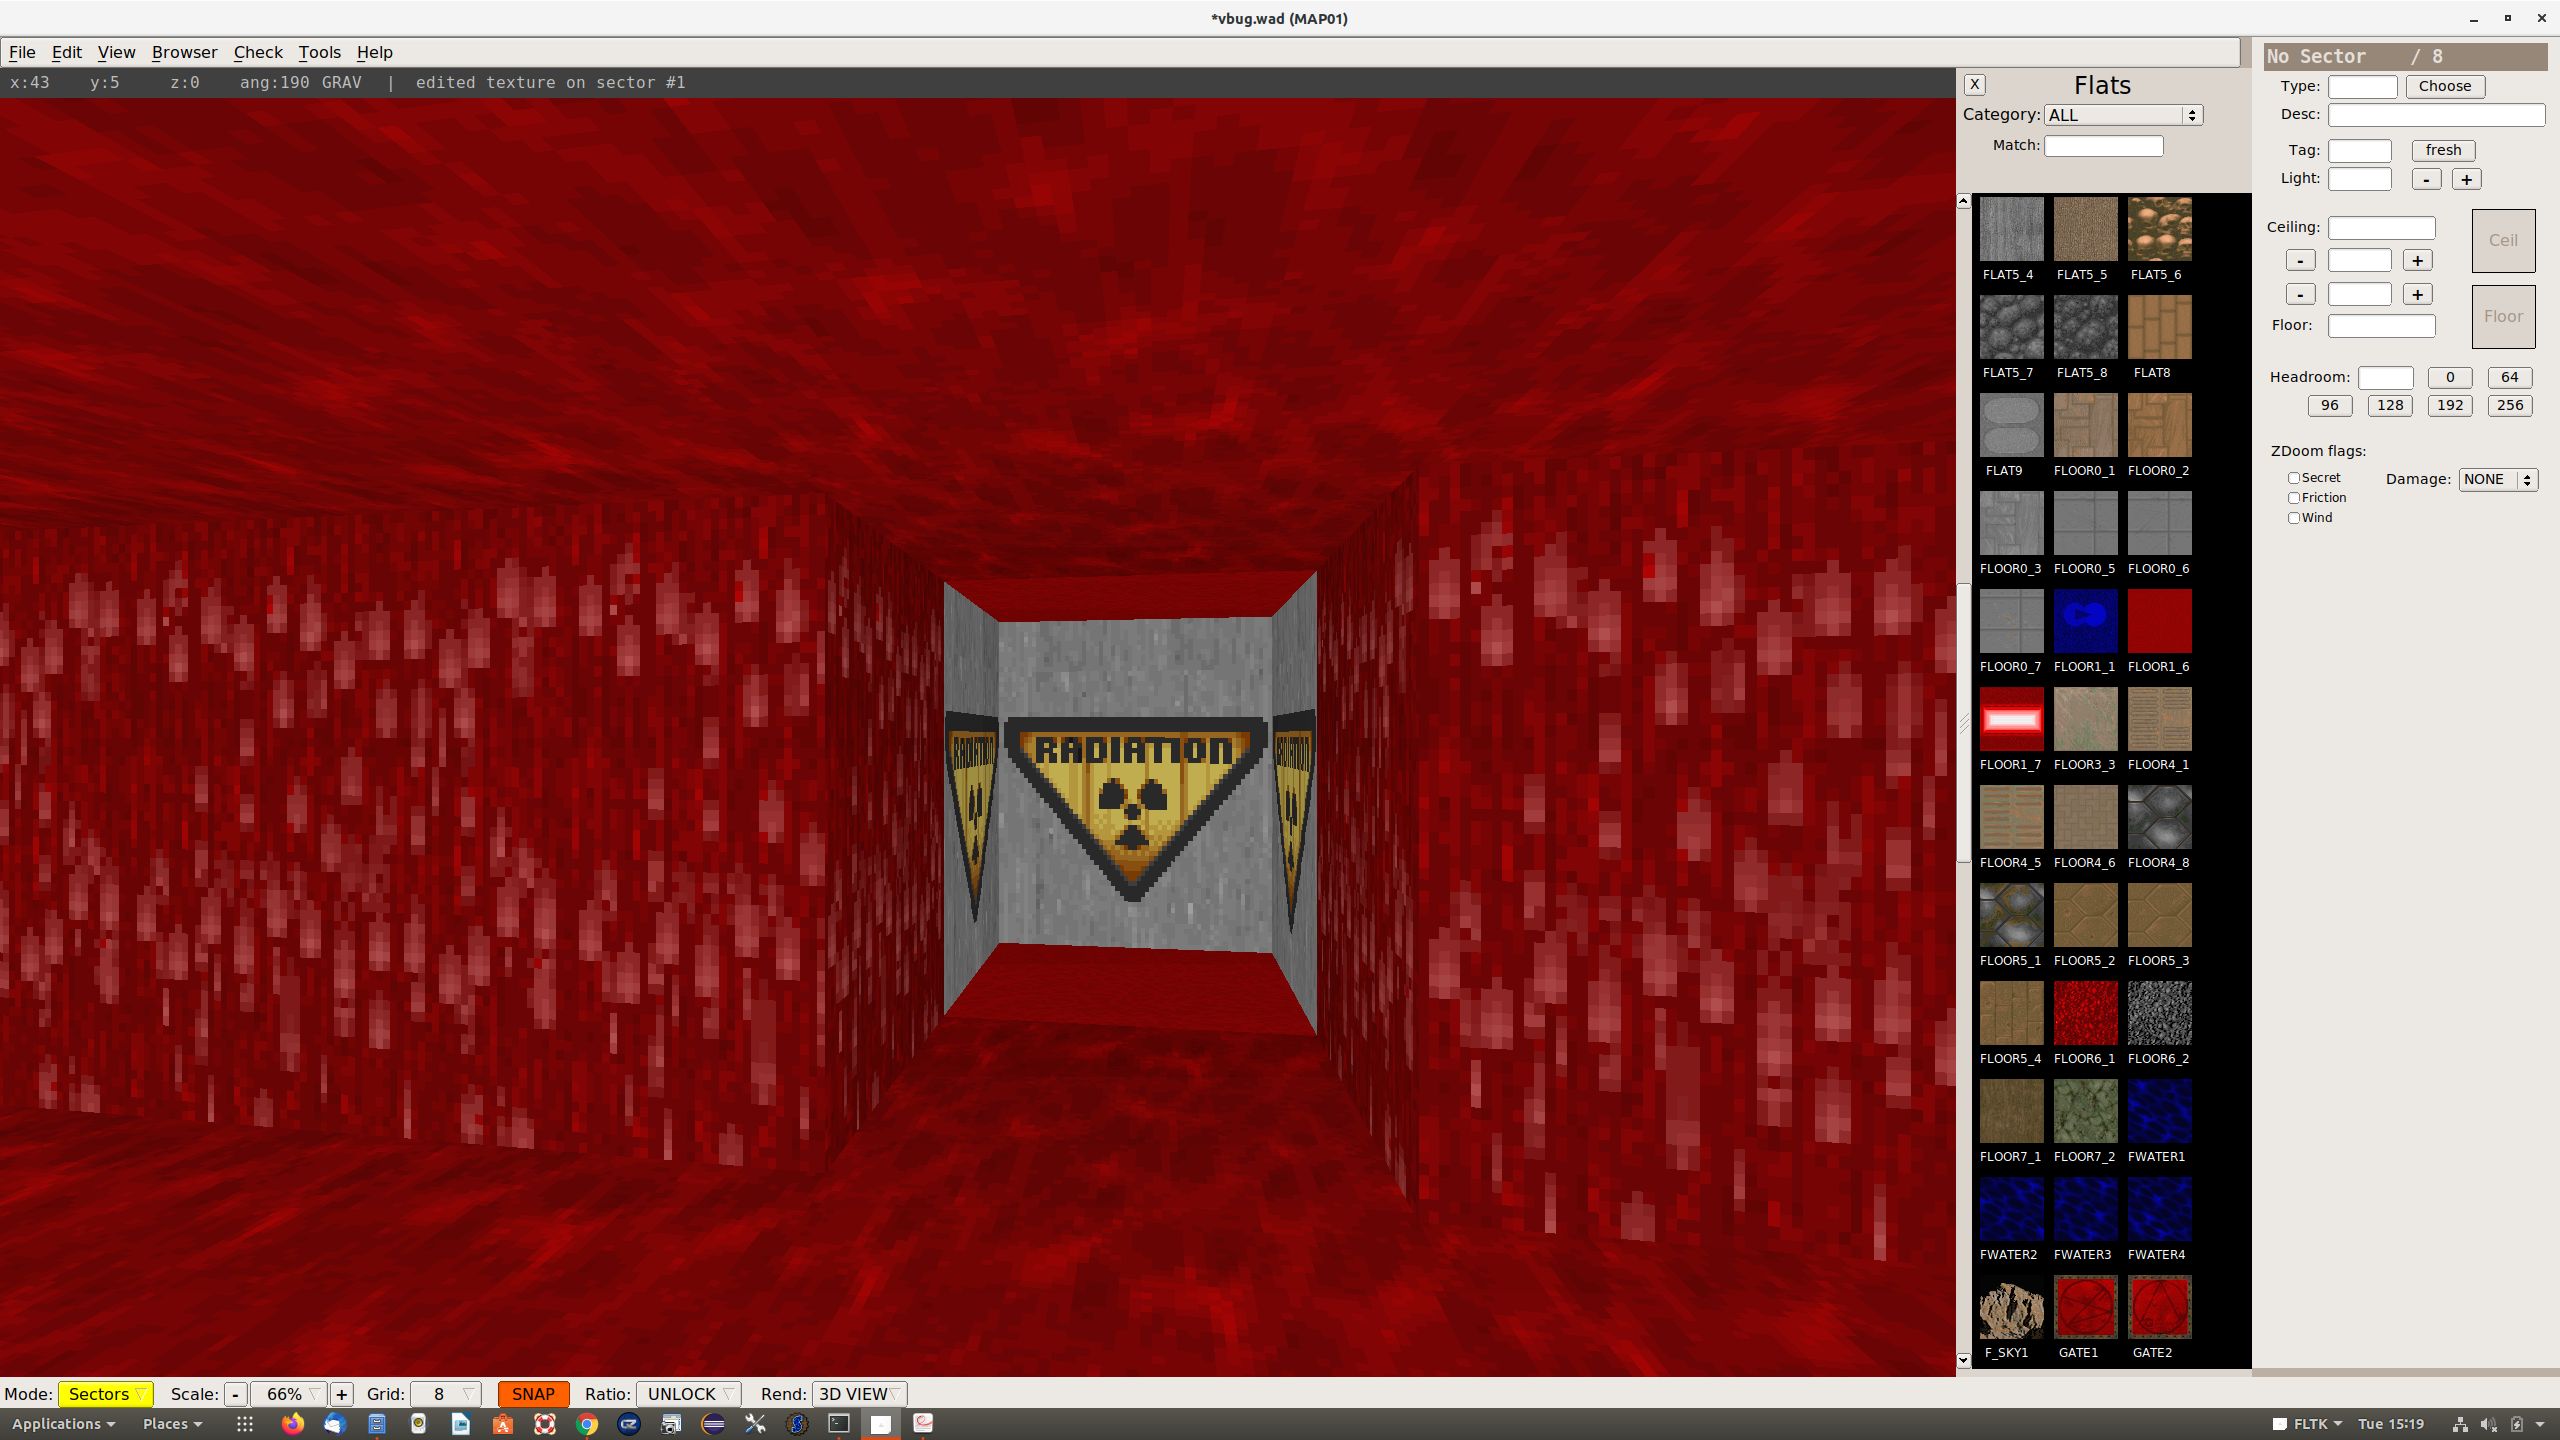 *vbug.wad (MAP01)
File Edit View Browser Check Tools Help
x:43 y:5 z:0 ang:190 GRAV | edited texture on sector #1
RADIATION RADIATION RADIATION
X Flats
Category: ALL
Match:
FLAT5_4 FLAT5_5 FLAT5_6
FLAT5_7 FLAT5_8 FLAT8
FLAT9 FLOOR0_1 FLOOR0_2
FLOOR0_3 FLOOR0_5 FLOOR0_6
FLOOR0_7 FLOOR1_1 FLOOR1_6
FLOOR1_7 FLOOR3_3 FLOOR4_1
FLOOR4_5 FLOOR4_6 FLOOR4_8
FLOOR5_1 FLOOR5_2 FLOOR5_3
FLOOR5_4 FLOOR6_1 FLOOR6_2
FLOOR7_1 FLOOR7_2 FWATER1
FWATER2 FWATER3 FWATER4
F_SKY1 GATE1 GATE2
No Sector / 8
Type: Choose
Desc:
Tag: fresh
Light: - +
Ceiling: Ceil
- +
- +
Floor: Floor
Headroom: 0 64
96 128 192 256
ZDoom flags:
Secret Damage: NONE
Friction
Wind
Mode: Sectors Scale: - 66% + Grid: 8 SNAP Ratio: UNLOCK Rend: 3D VIEW
Applications Places FLTK Tue 15:19